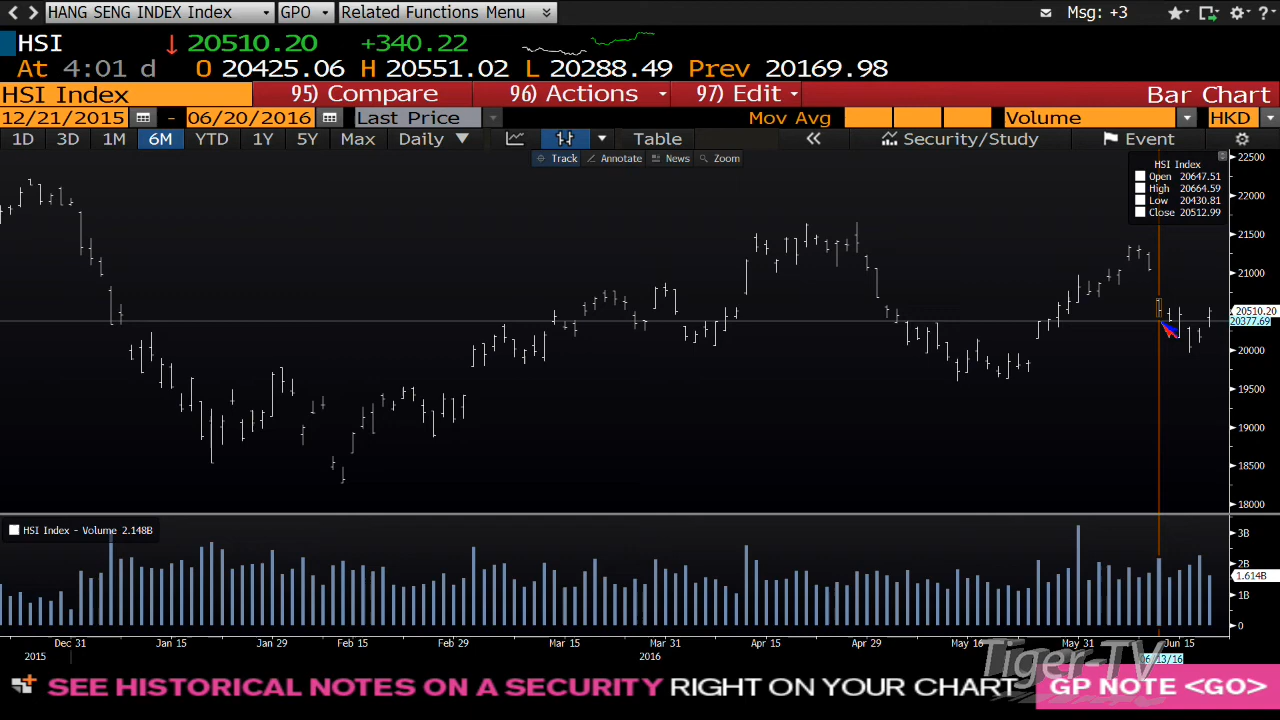 HANG SENG INDEX Index GPO Related Functions Menu Msg: +3
HSI 20510.20 +340.22
At 4:01 d O 20425.06 H 20551.02 L 20288.49 Prev 20169.98
HSI Index 95) Compare 96) Actions 97) Edit Bar Chart
12/21/2015 - 06/20/2016 Last Price Mov Avg Volume HKD
1D 3D 1M 6M YTD 1Y 5Y Max Daily Table Security/Study Event
Track Annotate News Zoom
HSI Index
Open 20647.51
High 20664.59
Low 20430.81
Close 20512.99
22500
22000
21500
21000
20510.20
20377.69
20000
19500
19000
18500
18000
HSI Index - Volume 2.148B
3B
2B
1.614B
1B
0
Dec 31 Jan 15 Jan 29 Feb 15 Feb 29 Mar 15 Mar 31 Apr 15 Apr 29 May 16 May 31 Jun 15
2015 2016
Tiger-TV
SEE HISTORICAL NOTES ON A SECURITY RIGHT ON YOUR CHART GP NOTE <GO>